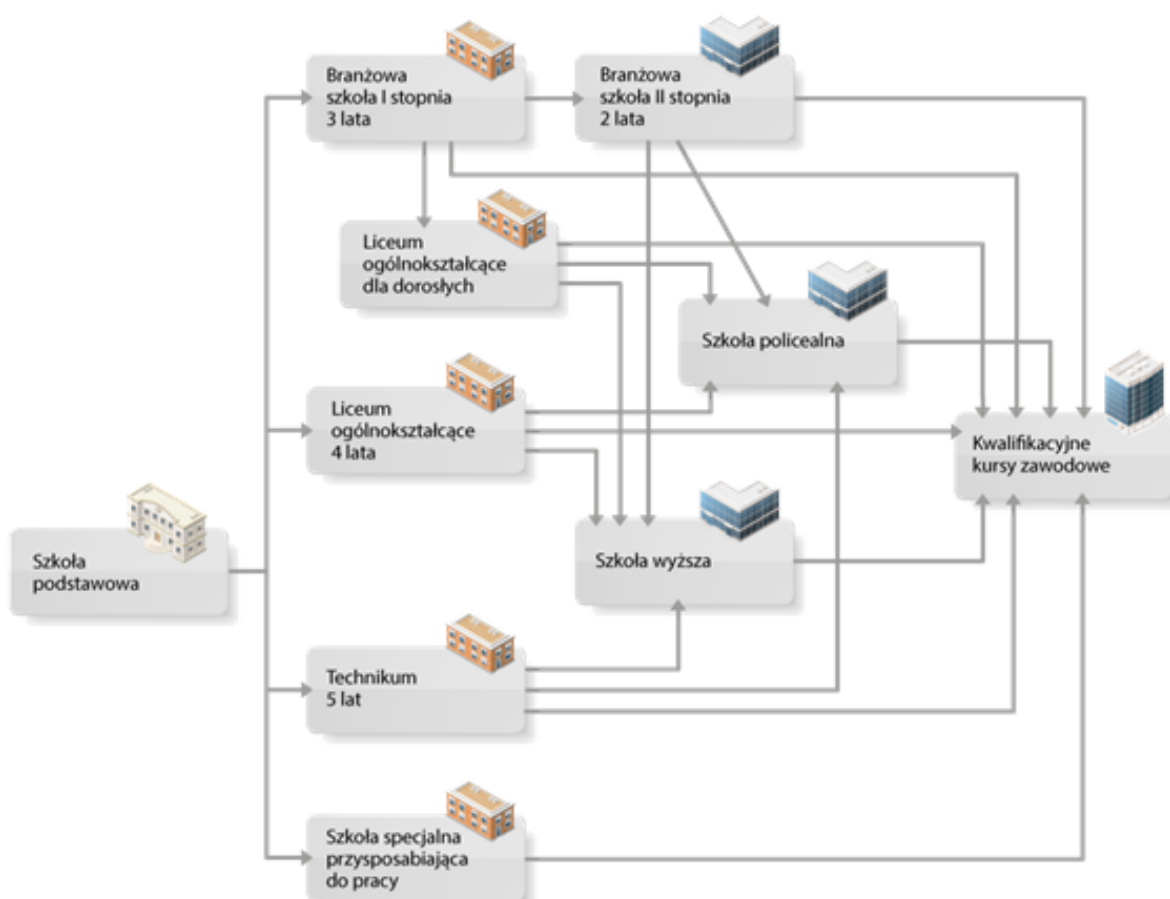 Branżowa
szkoła I stopnia
3 lata
Branżowa
szkoła II stopnia
2 lata
Liceum
ogólnokształcące
dla dorosłych
Szkoła policealna
Liceum
ogólnokształcące
4 lata
Kwalifikacyjne
kursy zawodowe
Szkoła
podstawowa
Szkoła wyższa
Technikum
5 lat
Szkoła specjalna
przysposabiająca
do pracy